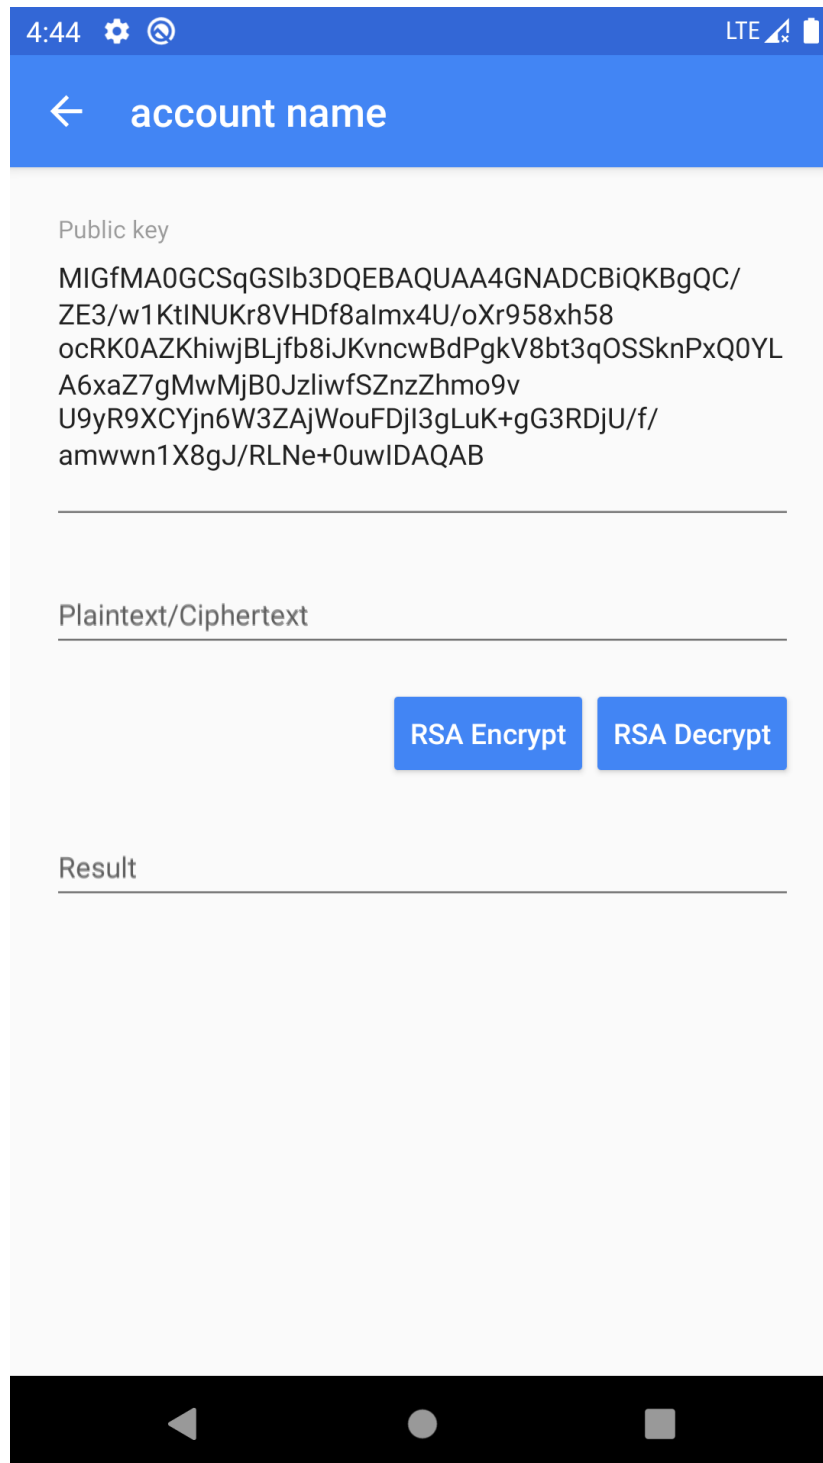 4:44 LTE
account name
Public key
MIGfMA0GCSqGSIb3DQEBAQUAA4GNADCBiQKBgQC/
ZE3/w1KtINUKr8VHDf8aImx4U/oXr958xh58
ocRK0AZKhiwjBLjfb8iJKvncwBdPgkV8bt3qOSSknPxQ0YL
A6xaZ7gMwMjB0JzliwfSZnzZhmo9v
U9yR9XCYjn6W3ZAjWouFDjI3gLuK+gG3RDjU/f/
amwwn1X8gJ/RLNe+0uwIDAQAB
Plaintext/Ciphertext
RSA Encrypt RSA Decrypt
Result